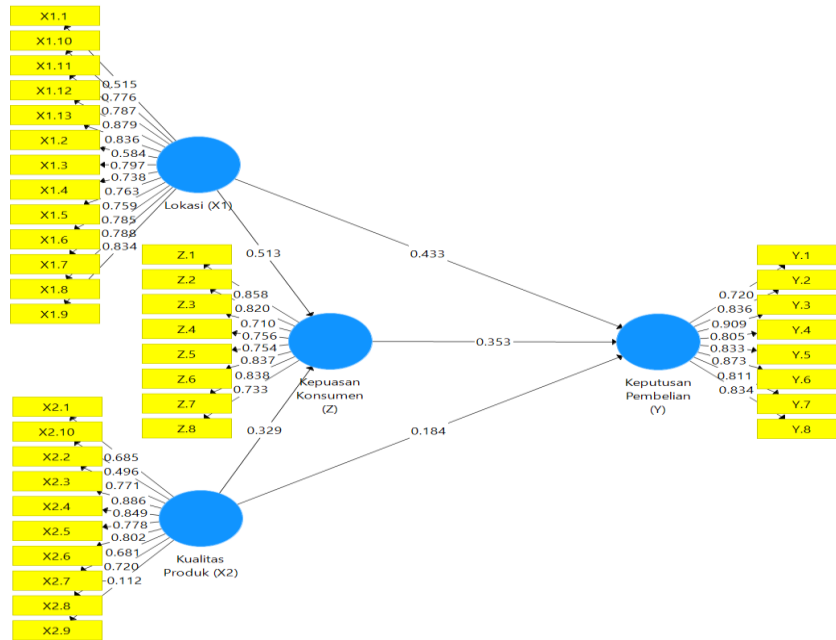 X1.1
X1.10
X1.11
X1.12
X1.13
X1.2
X1.3
X1.4
X1.5
X1.6
X1.7
X1.8
X1.9
0.515
0.776
0.787
0.879
0.836
0.584
0.797
0.738
0.763
0.759
0.785
0.788
0.834
Lokasi (X1)
0.513
0.433
Z.1
Z.2
Z.3
Z.4
Z.5
Z.6
Z.7
Z.8
0.858
0.820
0.710
0.756
0.754
0.837
0.838
0.733
Kepuasan
Konsumen
(Z)
0.353
0.329
0.184
Y.1
Y.2
Y.3
Y.4
Y.5
Y.6
Y.7
Y.8
0.720
0.836
0.909
0.805
0.833
0.873
0.811
0.834
Keputusan
Pembelian
(Y)
X2.1
X2.10
X2.2
X2.3
X2.4
X2.5
X2.6
X2.7
X2.8
X2.9
0.685
0.496
0.771
0.886
0.849
0.778
0.802
0.681
0.720
-0.112
Kualitas
Produk (X2)